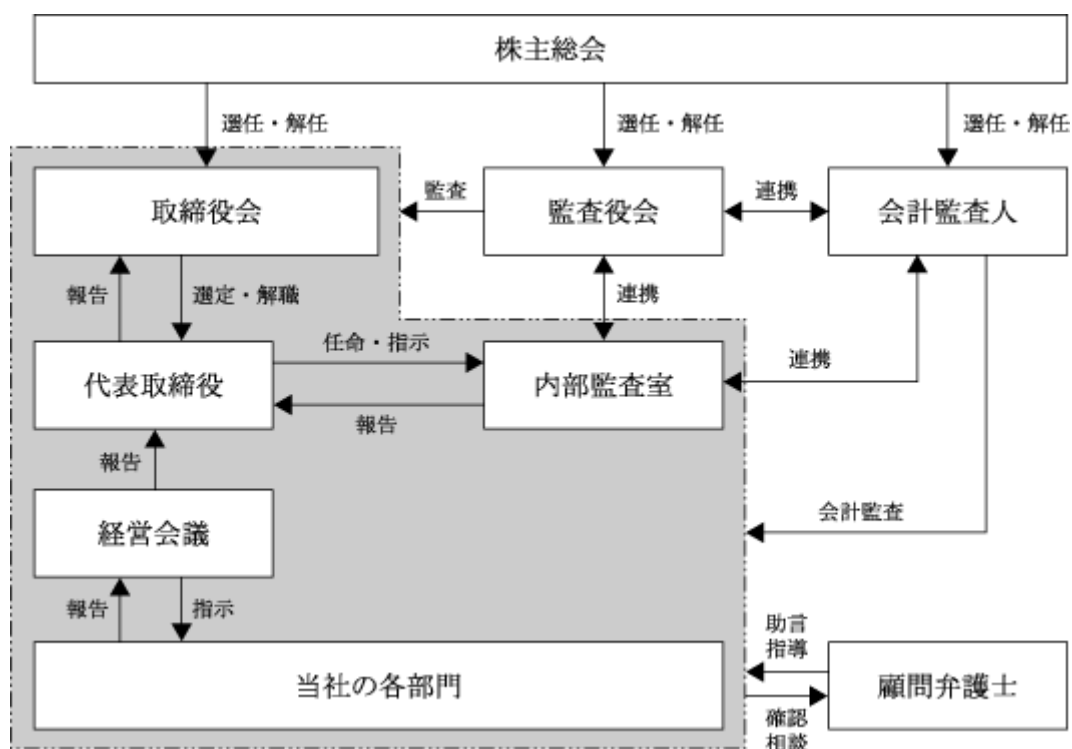 株主総会
選任・解任
選任・解任
選任・解任
取締役会
監査
監査役会
連携
会計監査人
報告
選定・解職
連携
任命・指示
代表取締役
内部監査室
連携
報告
報告
経営会議
会計監査
報告
指示
助言
指導
当社の各部門
顧問弁護士
確認
相談